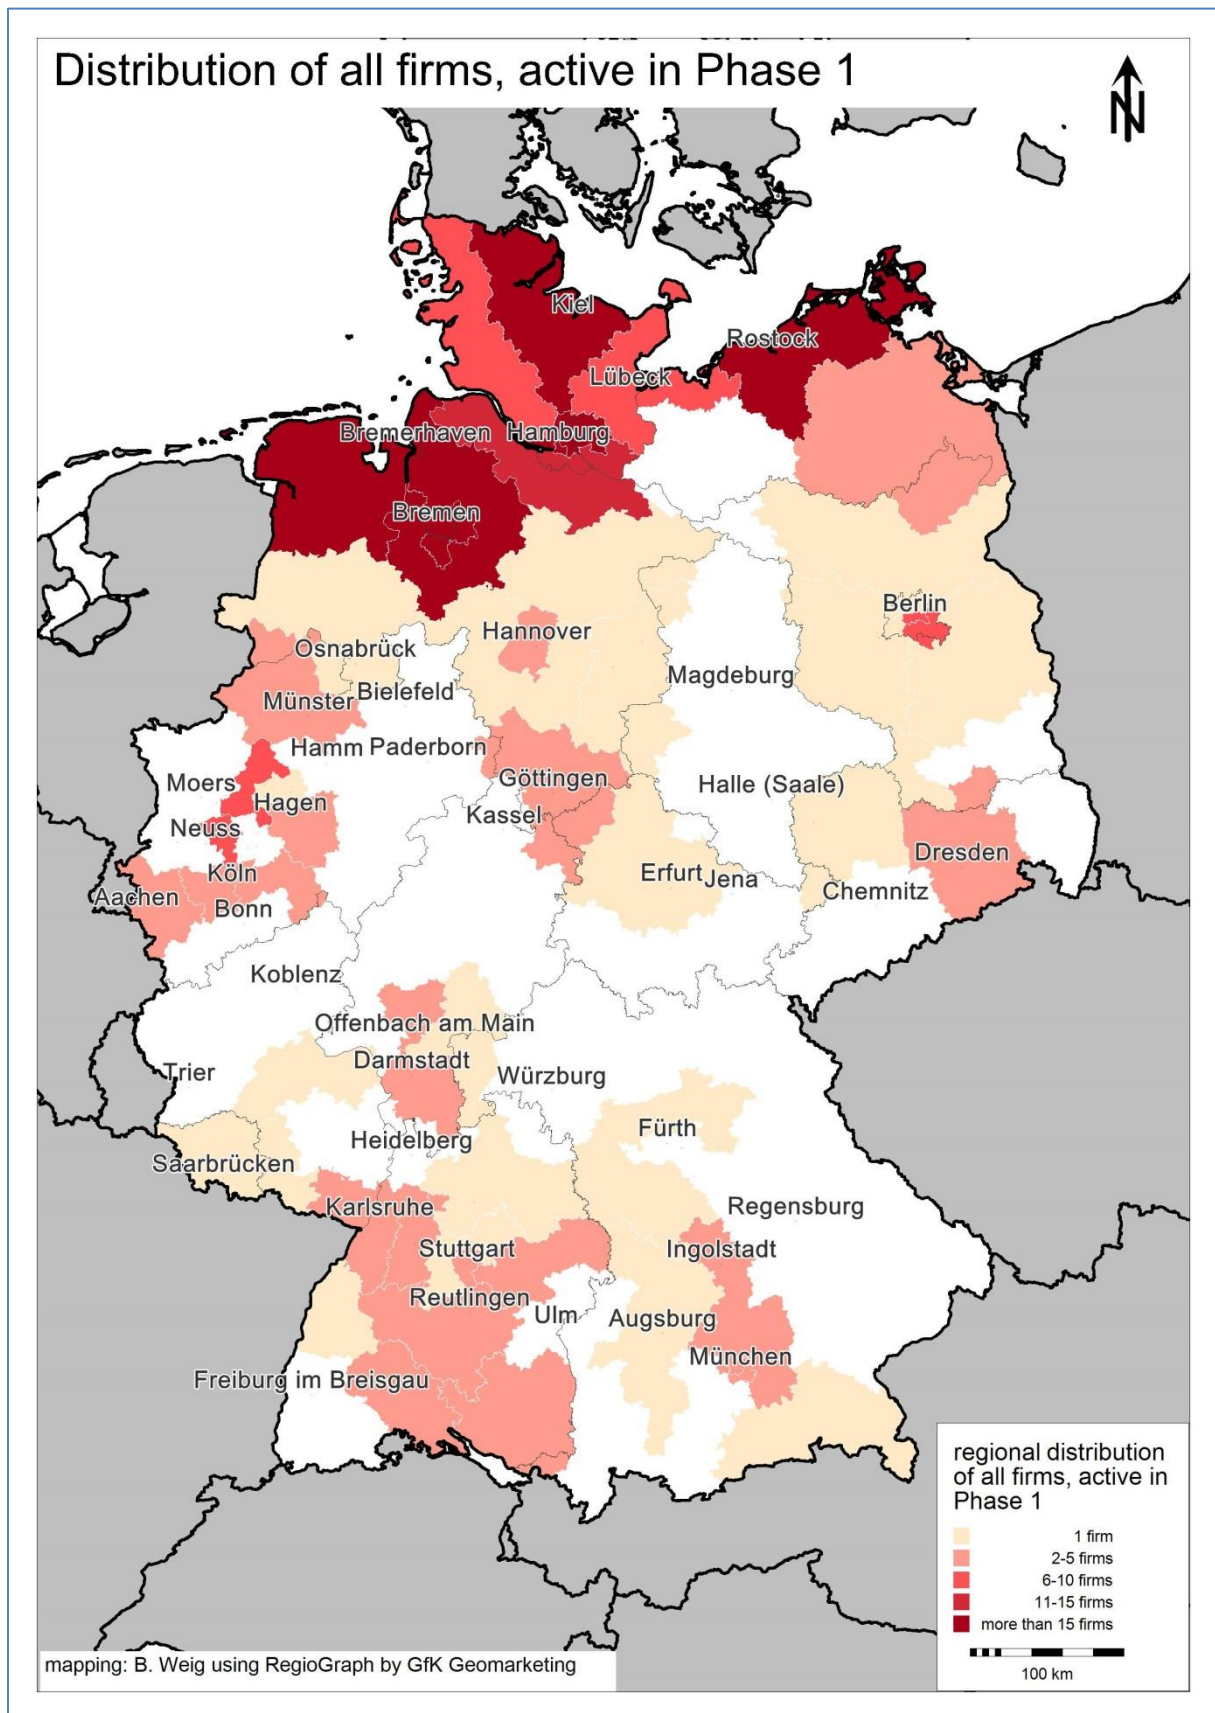 Distribution of all firms, active in Phase 1
N
Kiel
Rostock
Lübeck
Bremerhaven
Hamburg
Bremen
Berlin
Hannover
Osnabrück
Magdeburg
Bielefeld
Münster
Hamm
Paderborn
Moers
Göttingen
Halle (Saale)
Hagen
Kassel
Neuss
Dresden
Köln
Erfurt
Jena
Aachen
Chemnitz
Bonn
Koblenz
Offenbach am Main
Darmstadt
Trier
Würzburg
Fürth
Heidelberg
Saarbrücken
Karlsruhe
Regensburg
Stuttgart
Ingolstadt
Reutlingen
Ulm
Augsburg
München
Freiburg im Breisgau
regional distribution
of all firms, active in
Phase 1
1 firm
2-5 firms
6-10 firms
11-15 firms
more than 15 firms
100 km
mapping: B. Weig using RegioGraph by GfK Geomarketing